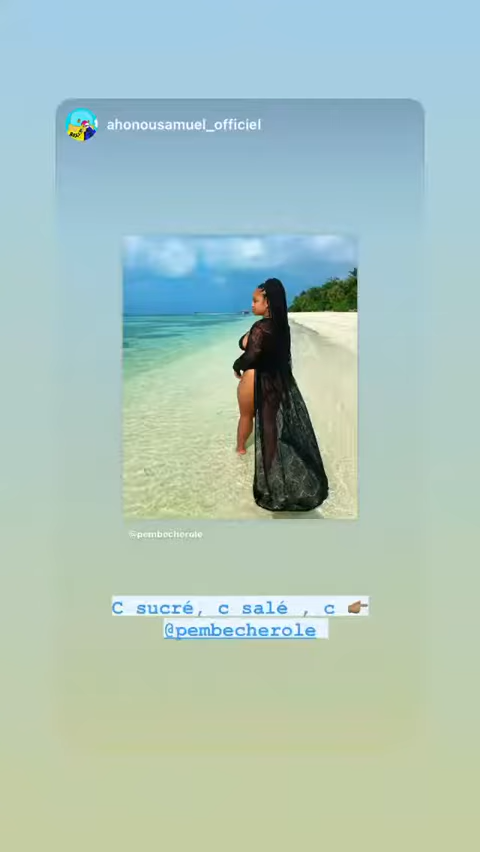 ahonousamuel_officiel
@pembecherole
C sucré, c salé , c 👉🏾
@pembecherole